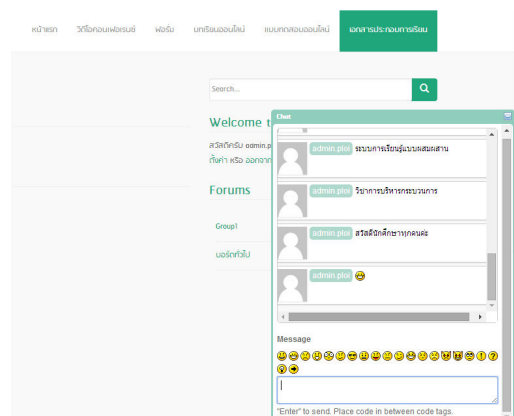 หน้าแรก วิดีโอคอนเฟอเรนซ์ ฟอรั่ม บทเรียนออนไลน์ แบบทดสอบออนไลน์ เอกสารประกอบการเรียน
Search...
Welcome t
สวัสดีครับ admin.p
ตั้งค่า หรือ ออกจาก
Forums
Group1
บอร์ดทั่วไป
Chat
admin.ploi ระบบการเรียนรู้แบบผสมผสาน
admin.ploi วิชาการบริหารกระบวนการ
admin.ploi สวัสดีนักศึกษาทุกคนค่ะ
admin.ploi
Message
"Enter" to send. Place code in between code tags.